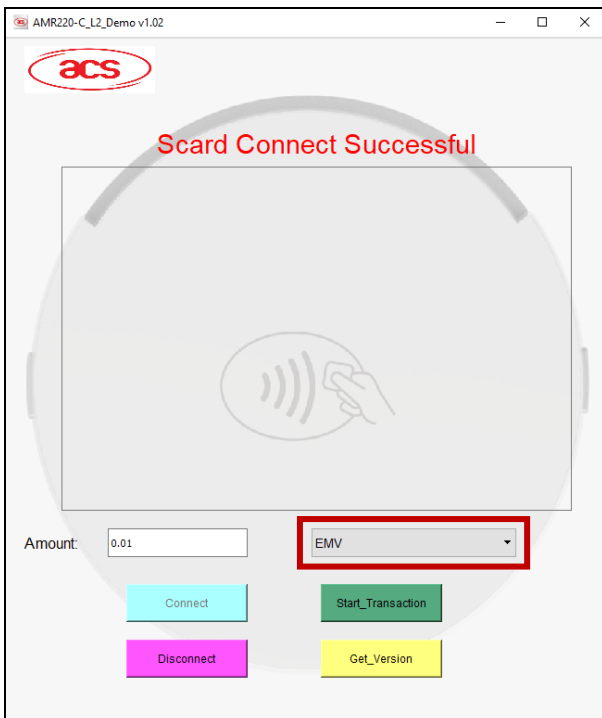 AMR220-C_L2_Demo v1.02
acs
Scard Connect Successful
Amount: 0.01 EMV
Connect Start_Transaction
Disconnect Get_Version